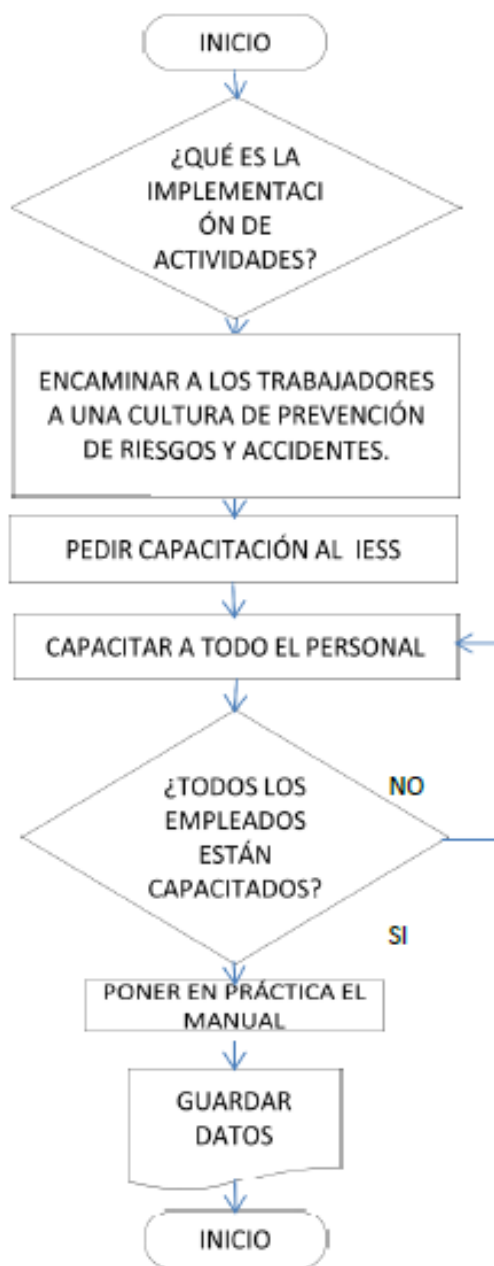 INICIO
¿QUÉ ES LA
IMPLEMENTACI
ÓN DE
ACTIVIDADES?
ENCAMINAR A LOS TRABAJADORES
A UNA CULTURA DE PREVENCIÓN
DE RIESGOS Y ACCIDENTES.
PEDIR CAPACITACIÓN AL IESS
CAPACITAR A TODO EL PERSONAL
¿TODOS LOS
EMPLEADOS
ESTÁN
CAPACITADOS?
NO
SI
PONER EN PRÁCTICA EL
MANUAL
GUARDAR
DATOS
INICIO